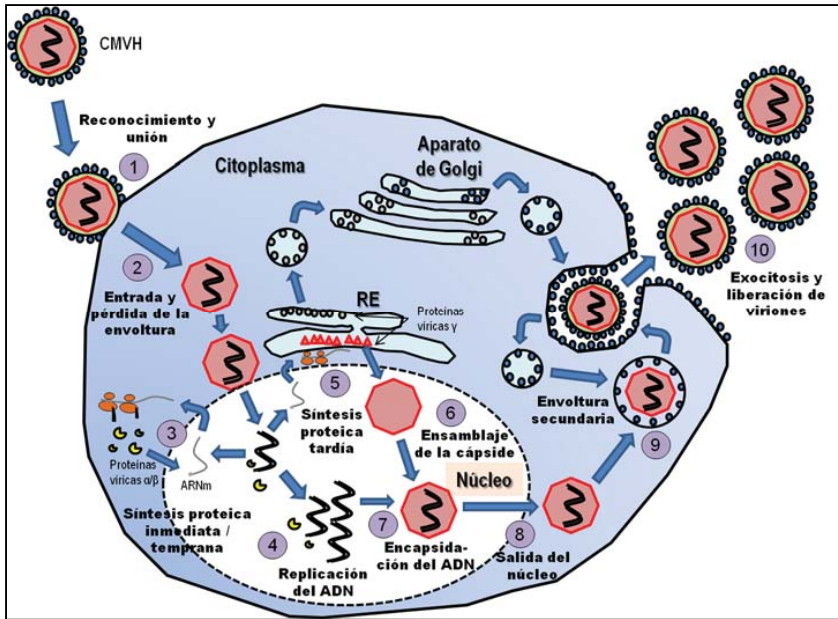 CMVH
Reconocimiento y
unión
1
2
Entrada y
pérdida de la
envoltura
Citoplasma
Aparato
de Golgi
RE
Proteínas
víricas γ
3
Proteínas
víricas α/β
ARNm
Síntesis proteica
inmediata /
temprana
4
Replicación
del ADN
5
Síntesis
proteica
tardía
6
Ensamblaje
de la cápside
Núcleo
7
Encapsida-
ción del ADN
8
Salida del
núcleo
Envoltura
secundaria
9
10
Exocitosis y
liberación de
viriones